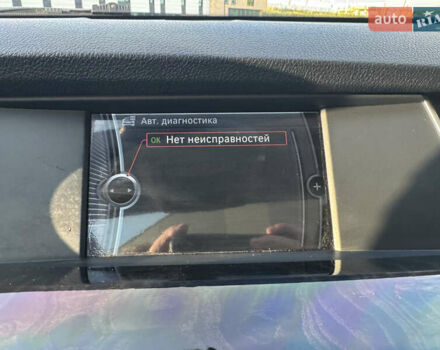 auto
RIA
Авт. диагностика
OK Нет неисправностей
+